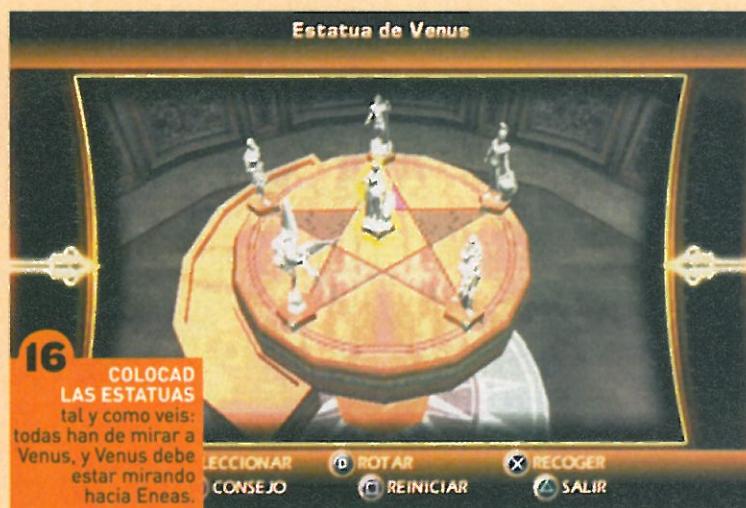 Estatua de Venus
16
COLOCAD
LAS ESTATUAS
tal y como veis:
todas han de mirar a
Venus, y Venus debe
estar mirando
hacia Eneas.
LECCIONAR
D ROTAR
X RECOGER
CONSEJO
REINICIAR
SALIR